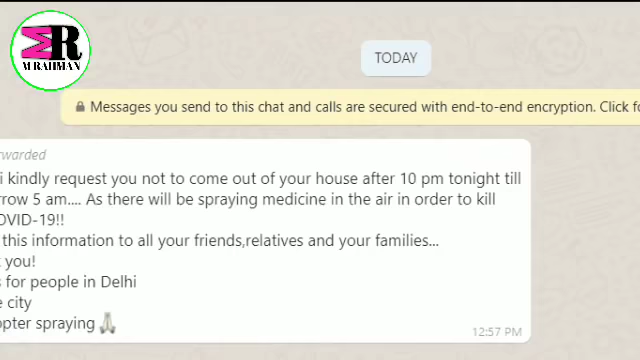 MR
M RAHMAN
TODAY
Messages you send to this chat and calls are secured with end-to-end encryption. Click
rwarded
i kindly request you not to come out of your house after 10 pm tonight till
rrow 5 am.... As there will be spraying medicine in the air in order to kill
OVID-19!!
this information to all your friends,relatives and your families...
you!
for people in Delhi
city
opter spraying 🙏
12:57 PM